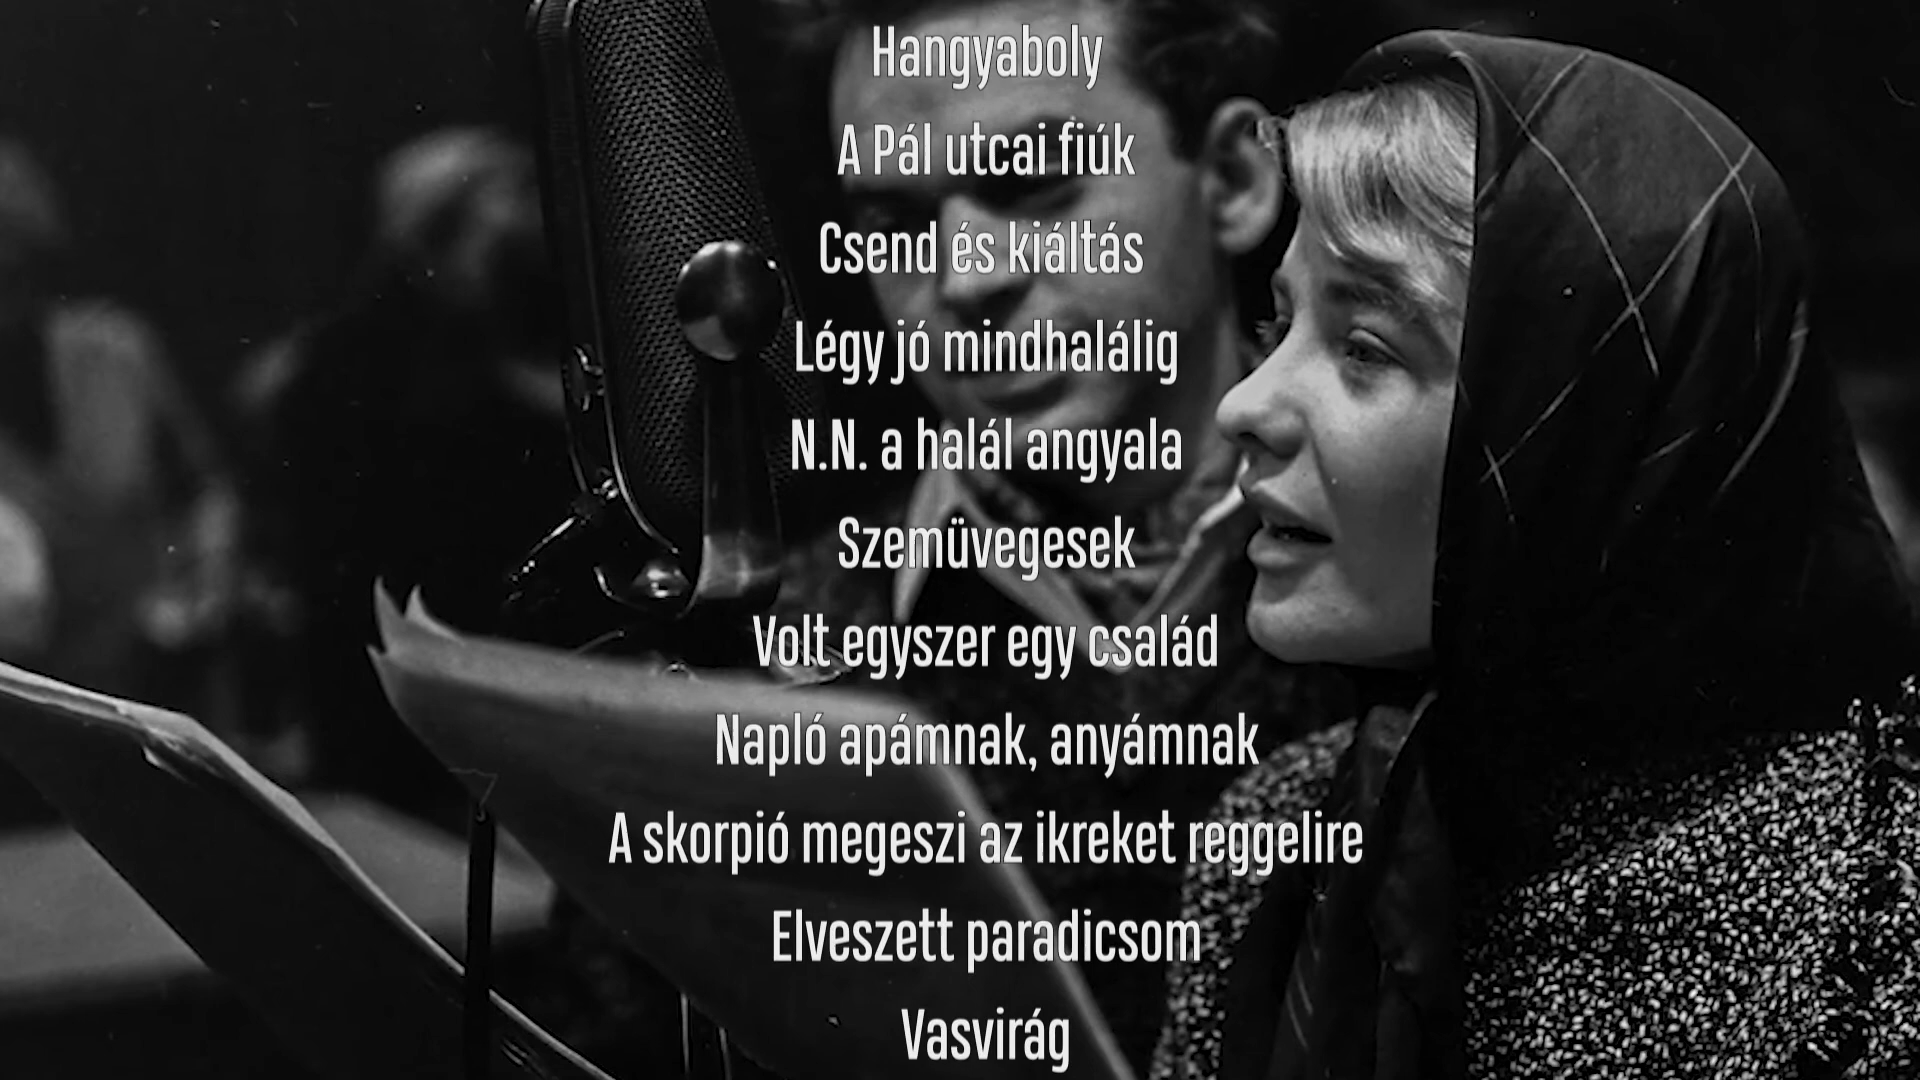 Hangyaboly
A Pál utcai fiúk
Csend és kiáltás
Légy jó mindhalálig
N.N. a halál angyala
Szemüvegesek
Volt egyszer egy család
Napló apámnak, anyámnak
A skorpió megeszi az ikreket reggelire
Elveszett paradicsom
Vasvirág